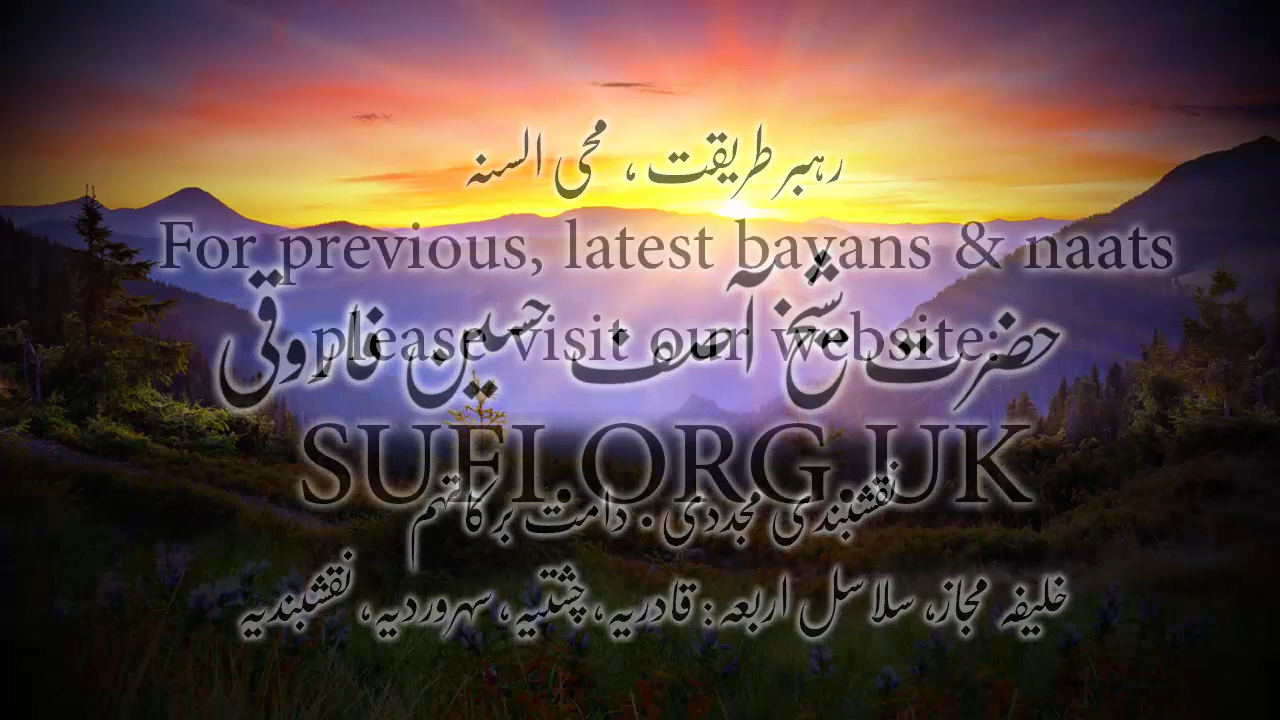 رہبر طریقت ، محی السنہ
For previous, latest bayans & naats
حضرت شیخ آصف حسین فاروقی
please visit our website:
SUFI.ORG.UK
نقشبندی مجددی . دامت برکاتہم
خلیفہ مجاز، سلاسل اربعہ : قادریہ، چشتیہ، سہروردیہ، نقشبندیہ